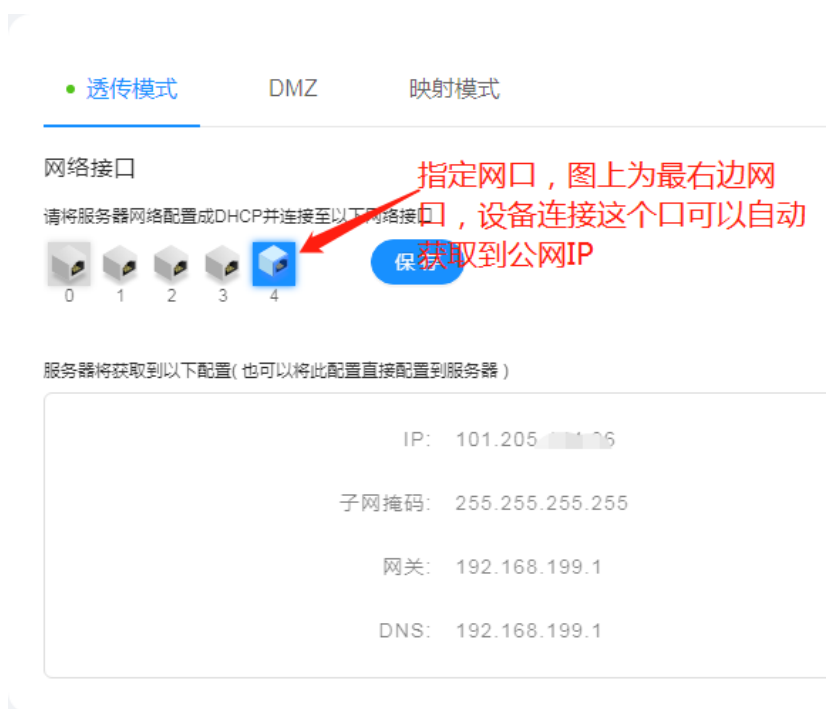 透传模式
DMZ
映射模式
网络接口
指定网口，图上为最右边网
口，设备连接这个口可以自动
获取到公网IP
请将服务器网络配置成DHCP并连接至以下网络接口
0
1
2
3
4
保存
服务器将获取到以下配置( 也可以将此配置直接配置到服务器 )
IP: 101.205
子网掩码: 255.255.255.255
网关: 192.168.199.1
DNS: 192.168.199.1